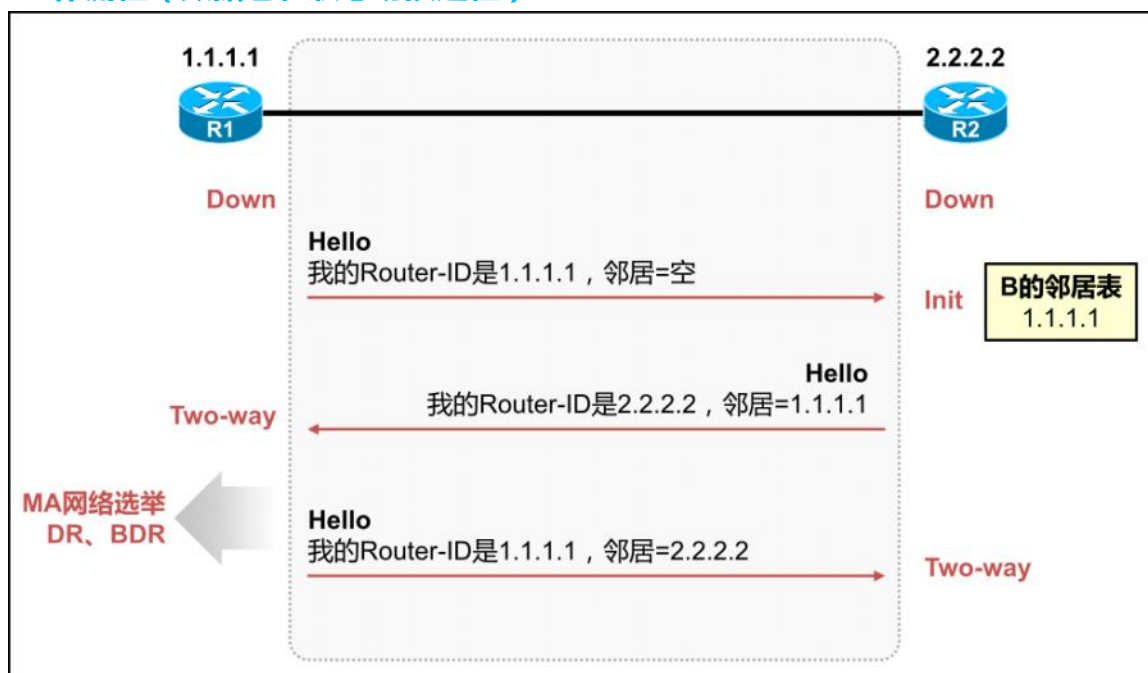 1.1.1.1
2.2.2.2
R1
R2
Down
Down
Hello
我的Router-ID是1.1.1.1，邻居=空
Init
B的邻居表
1.1.1.1
Hello
我的Router-ID是2.2.2.2，邻居=1.1.1.1
Two-way
MA网络选举
DR、BDR
Hello
我的Router-ID是1.1.1.1，邻居=2.2.2.2
Two-way